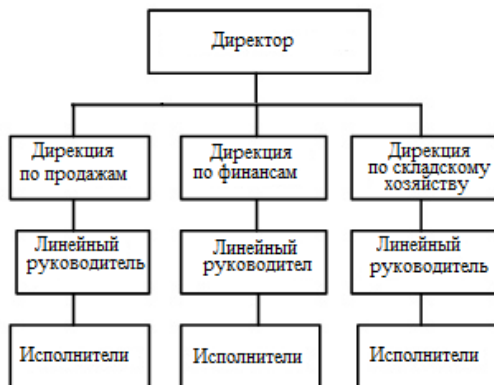 Директор
Дирекция
по продажам
Дирекция
по финансам
Дирекция
по складскому
хозяйству
Линейный
руководитель
Линейный
руководител
Линейный
руководитель
Исполнители
Исполнители
Исполнители